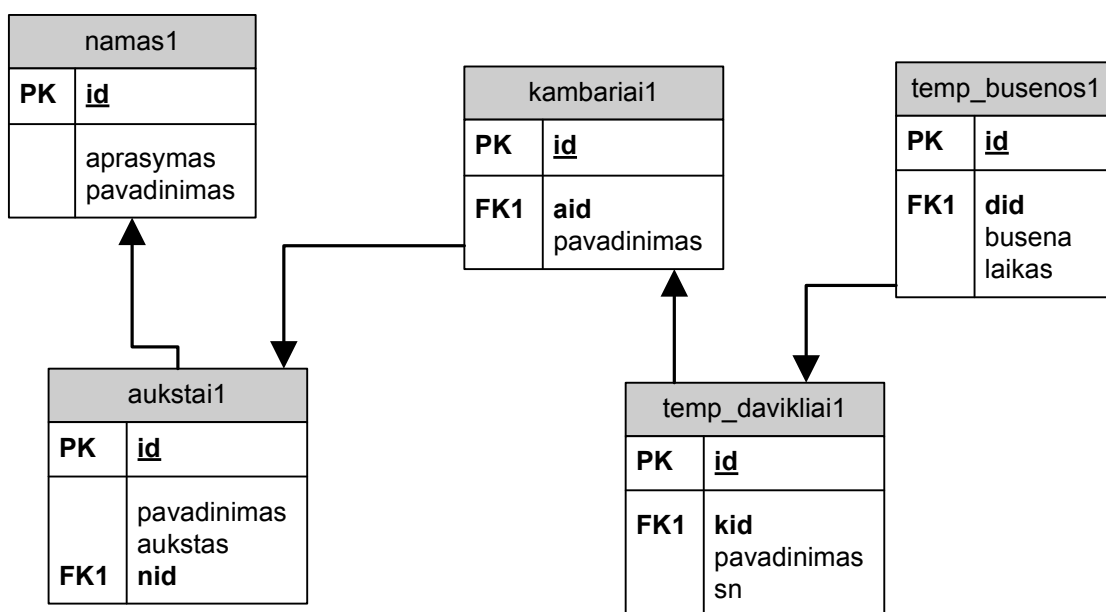 namas1
PK id
aprasymas
pavadinimas
kambariai1
PK id
FK1 aid
pavadinimas
temp_busenos1
PK id
FK1 did
busena
laikas
aukstai1
PK id
pavadinimas
aukstas
FK1 nid
temp_davikliai1
PK id
FK1 kid
pavadinimas
sn